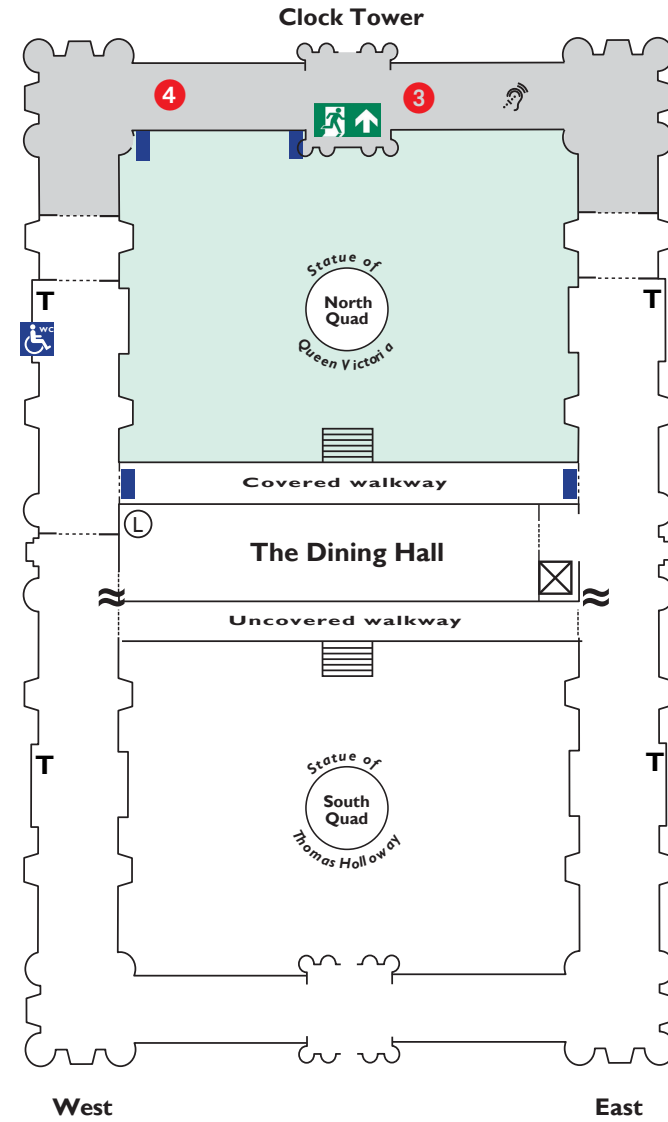 Clock Tower
4
3
Statue of
North
Quad
Queen Victoria
T
T
WC
Covered walkway
L
The Dining Hall
Uncovered walkway
Statue of
South
Quad
Thomas Holloway
T
T
West
East